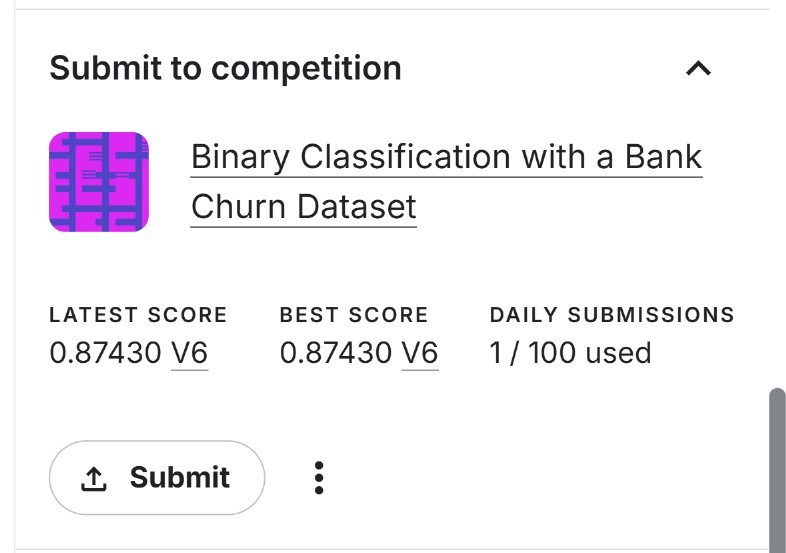 Submit to competition
Binary Classification with a Bank
Churn Dataset
LATEST SCORE BEST SCORE DAILY SUBMISSIONS
0.87430 V6 0.87430 V6 1 / 100 used
Submit